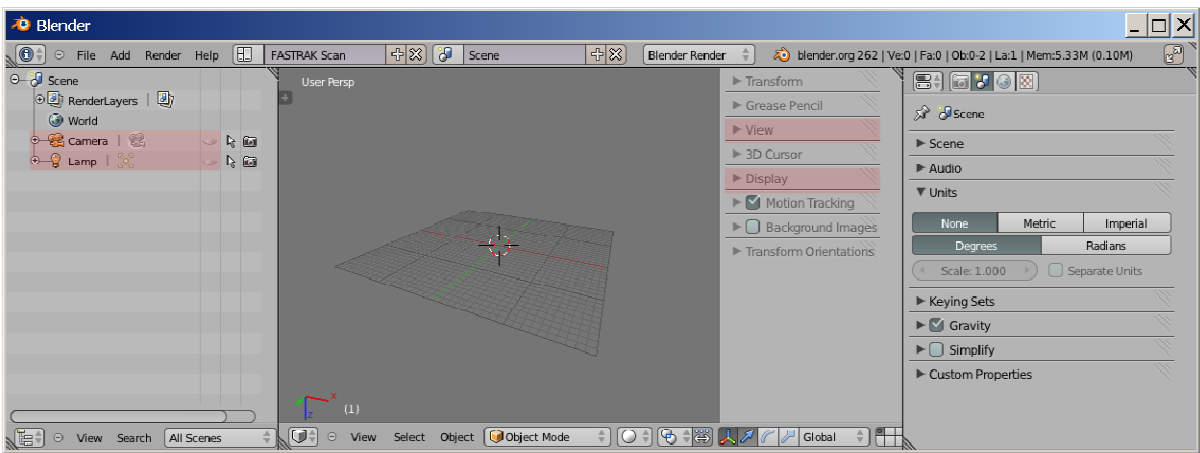 Blender
File Add Render Help FASTRAK Scan Scene Blender Render blender.org 262 | Ve:0 | Fa:0 | Ob:0-2 | La:1 | Mem:5.33M (0.10M)
Scene
RenderLayers
World
Camera
Lamp
View Search All Scenes
User Persp
x
z
(1)
View Select Object Object Mode Global
Transform
Grease Pencil
View
3D Cursor
Display
Motion Tracking
Background Images
Transform Orientations
Scene
Scene
Audio
Units
None Metric Imperial
Degrees Radians
Scale: 1.000 Separate Units
Keying Sets
Gravity
Simplify
Custom Properties